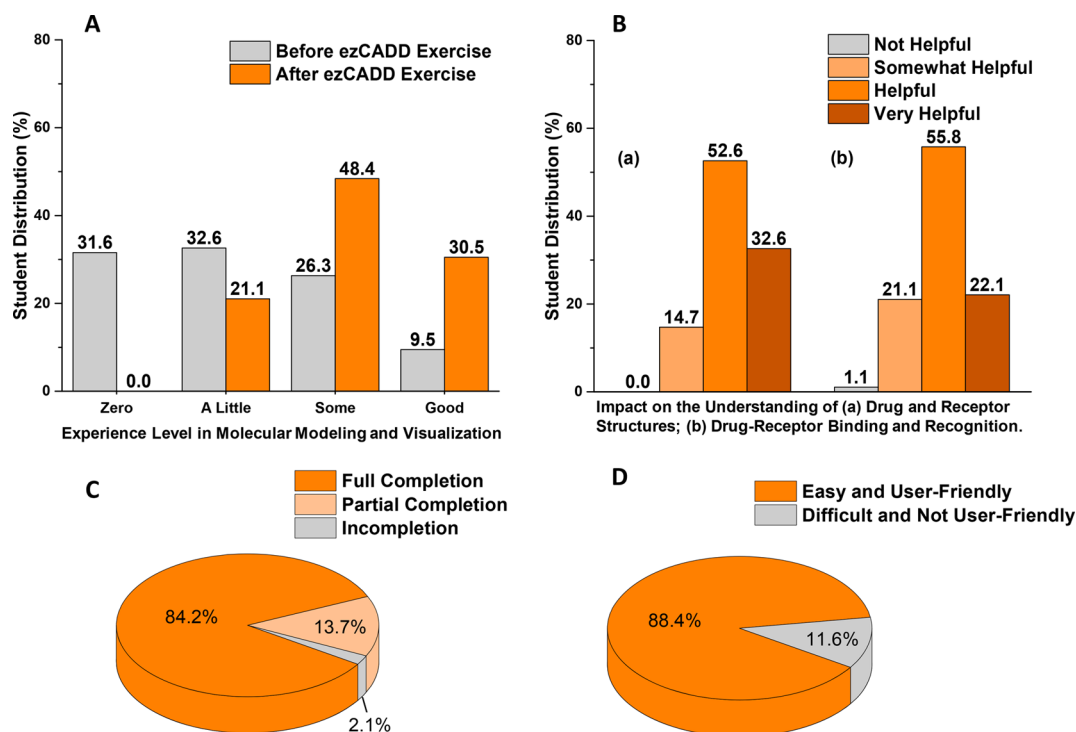 A
Before ezCADD Exercise
After ezCADD Exercise
Student Distribution (%)
80
60
40
20
0
31.6
0.0
32.6
21.1
26.3
48.4
9.5
30.5
Zero
A Little
Some
Good
Experience Level in Molecular Modeling and Visualization
B
Not Helpful
Somewhat Helpful
Helpful
Very Helpful
Student Distribution (%)
80
60
40
20
0
(a)
0.0
14.7
52.6
32.6
(b)
1.1
21.1
55.8
22.1
Impact on the Understanding of (a) Drug and Receptor
Structures; (b) Drug-Receptor Binding and Recognition.
C
Full Completion
Partial Completion
Incompletion
84.2%
13.7%
2.1%
D
Easy and User-Friendly
Difficult and Not User-Friendly
88.4%
11.6%